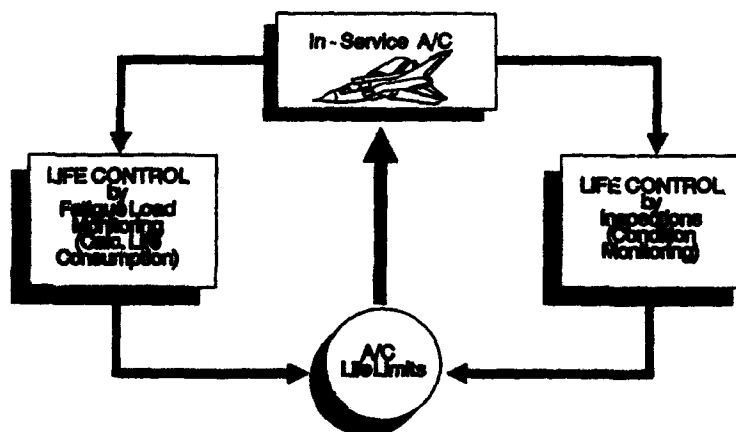 In-Service A/C
LIFE CONTROL
by
Fatigue Load
Monitoring
(Calc. Life
Consumption)
LIFE CONTROL
by
Inspections
(Condition
Monitoring)
A/C
Life Limits